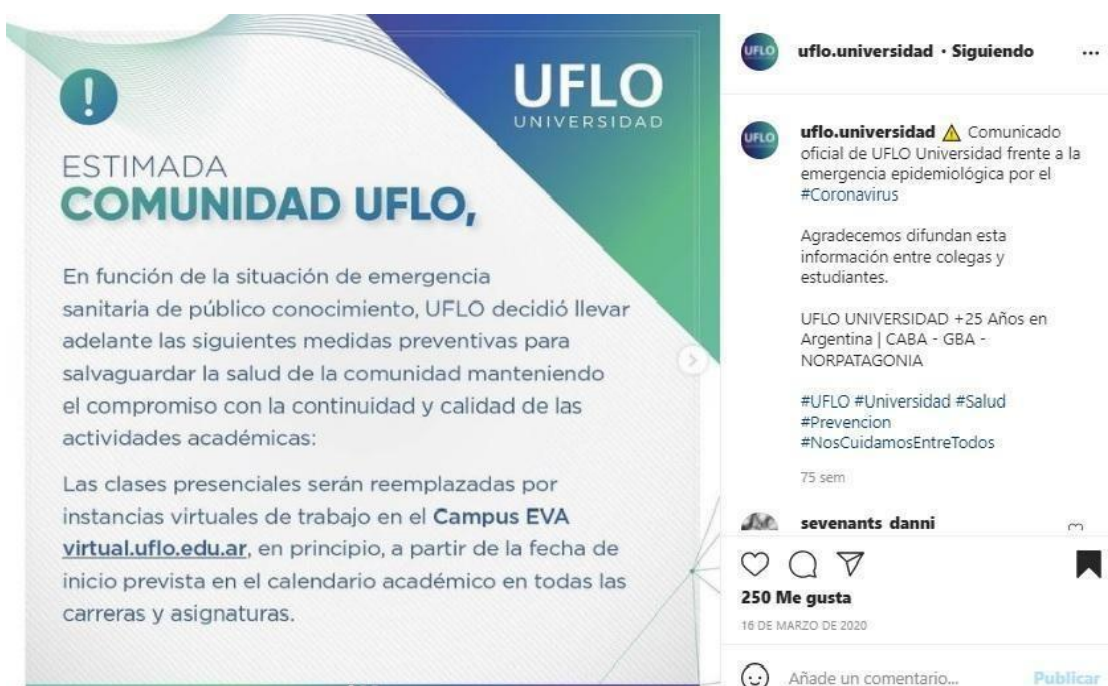 !
UFLO
UNIVERSIDAD
ESTIMADA
COMUNIDAD UFLO,
En función de la situación de emergencia
sanitaria de público conocimiento, UFLO decidió llevar
adelante las siguientes medidas preventivas para
salvaguardar la salud de la comunidad manteniendo
el compromiso con la continuidad y calidad de las
actividades académicas:
Las clases presenciales serán reemplazadas por
instancias virtuales de trabajo en el Campus EVA
virtual.uflo.edu.ar, en principio, a partir de la fecha de
inicio prevista en el calendario académico en todas las
carreras y asignaturas.
UFLO
uflo.universidad · Siguiendo
UFLO
uflo.universidad ⚠ Comunicado
oficial de UFLO Universidad frente a la
emergencia epidemiológica por el
#Coronavirus
Agradecemos difundan esta
información entre colegas y
estudiantes.
UFLO UNIVERSIDAD +25 Años en
Argentina | CABA - GBA -
NORPATAGONIA
#UFLO #Universidad #Salud
#Prevencion
#NosCuidamosEntreTodos
75 sem
sevenants danni
250 Me gusta
16 DE MARZO DE 2020
Añade un comentario...
Publicar